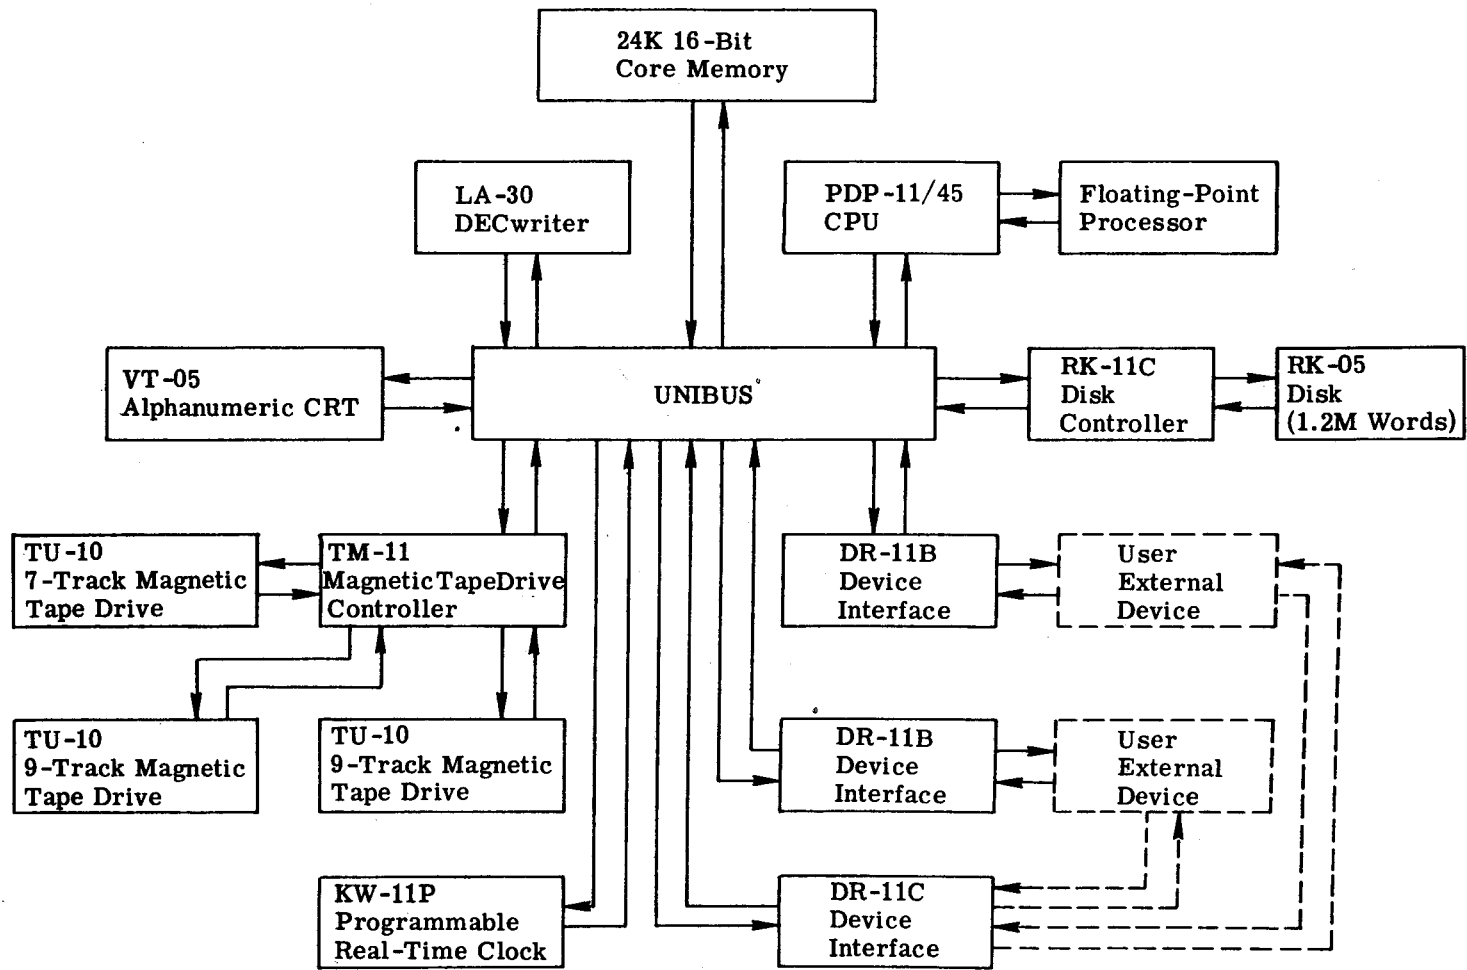 24K 16-Bit
Core Memory
LA-30
DECwriter
PDP-11/45
CPU
Floating-Point
Processor
VT-05
Alphanumeric CRT
UNIBUS
RK-11C
Disk
Controller
RK-05
Disk
(1.2M Words)
TU-10
7-Track Magnetic
Tape Drive
TM-11
Magnetic Tape Drive
Controller
DR-11B
Device
Interface
User
External
Device
TU-10
9-Track Magnetic
Tape Drive
TU-10
9-Track Magnetic
Tape Drive
DR-11B
Device
Interface
User
External
Device
KW-11P
Programmable
Real-Time Clock
DR-11C
Device
Interface